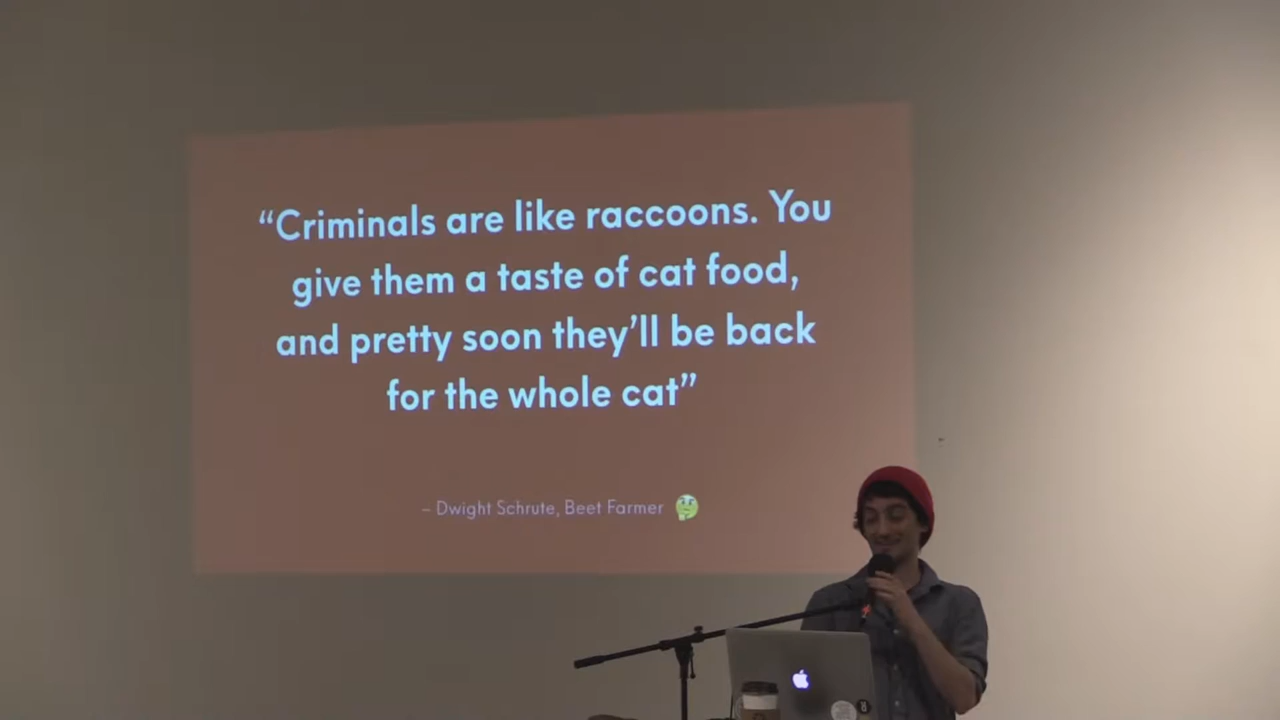 “Criminals are like raccoons. You
give them a taste of cat food,
and pretty soon they’ll be back
for the whole cat”
– Dwight Schrute, Beet Farmer 🤔